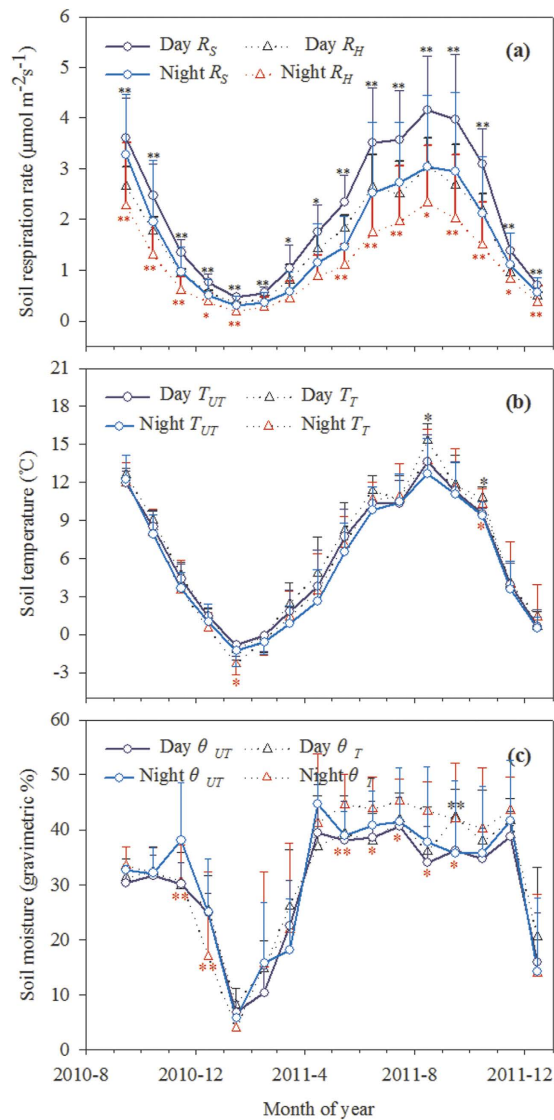 6
Day R_S
Day R_H
(a)
Night R_S
Night R_H
5
4
3
2
1
0
Soil respiration rate (μmol m⁻²s⁻¹)
** ** ** ** ** ** * * ** ** ** ** ** ** ** **
** ** ** * ** ** ** ** * ** ** * **
21
Day T_UT
Day T_T
(b)
Night T_UT
Night T_T
18
15
12
9
6
3
0
-3
Soil temperature (℃)
* * * *
60
Day θ_UT
Day θ_T
(c)
Night θ_UT
Night θ_T
50
40
30
20
10
0
Soil moisture (gravimetric %)
** ** ** * * * * **
2010-8 2010-12 2011-4 2011-8 2011-12
Month of year